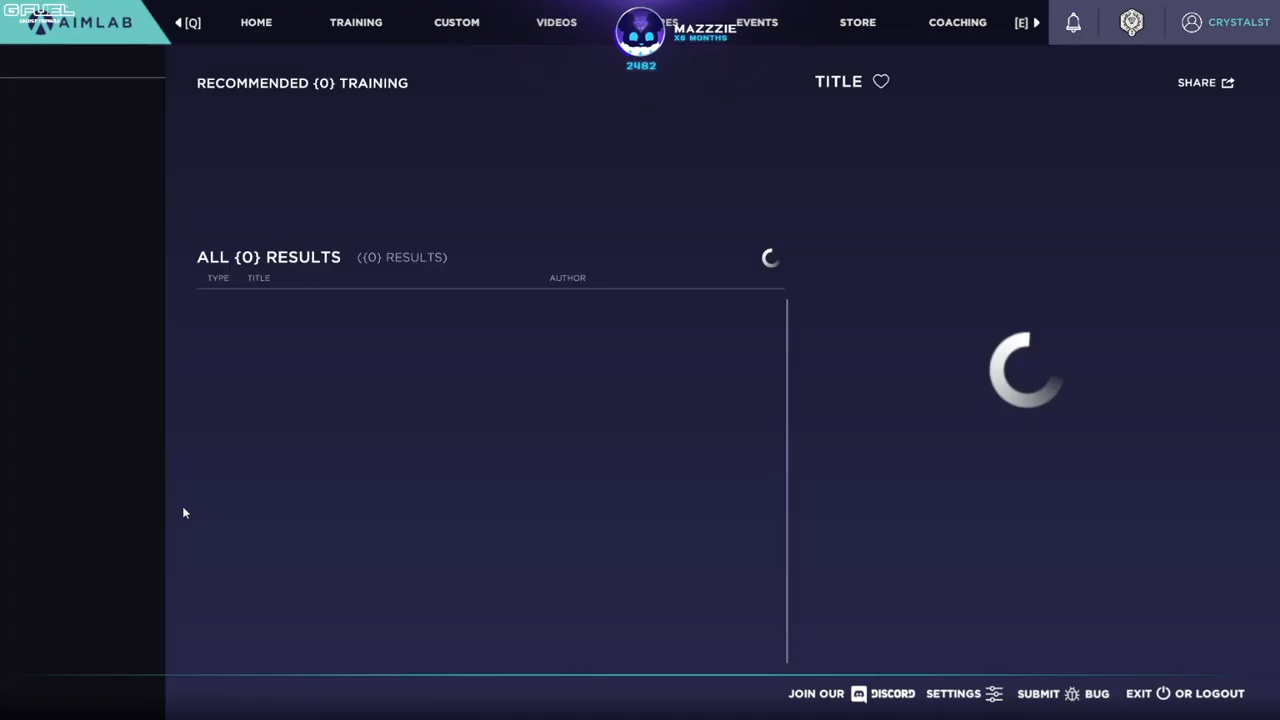 GFUEL
AIMLAB
[Q]
HOME
TRAINING
CUSTOM
VIDEOS
EVENTS
STORE
COACHING
[E]
CRYSTALST
MAZZZIE
X8 MONTHS
2482
RECOMMENDED {0} TRAINING
TITLE
SHARE
ALL {0} RESULTS
({0} RESULTS)
TYPE
TITLE
AUTHOR
JOIN OUR DISCORD
SETTINGS
SUBMIT BUG
EXIT OR LOGOUT